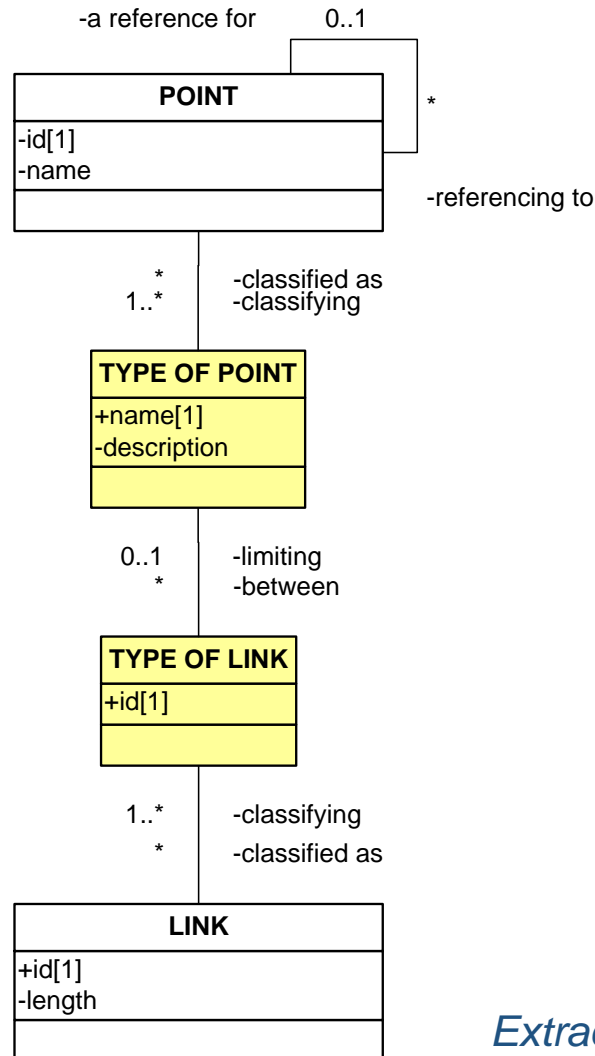 -a reference for 0..1
POINT
*
-id[1]
-name
-referencing to
* -classified as
1..* -classifying
TYPE OF POINT
+name[1]
-description
0..1 -limiting
* -between
TYPE OF LINK
+id[1]
1..* -classifying
* -classified as
LINK
+id[1]
-length